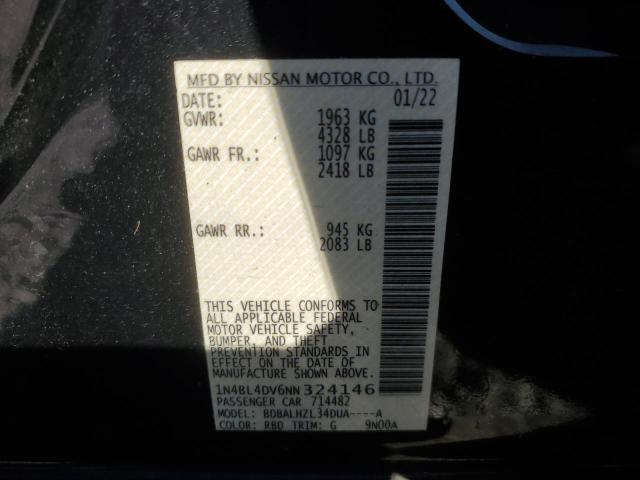 MFD BY NISSAN MOTOR CO., LTD.
DATE: 01/22
GVWR: 1963 KG
4328 LB
GAWR FR.: 1097 KG
2418 LB
GAWR RR.: 945 KG
2083 LB
THIS VEHICLE CONFORMS TO
ALL APPLICABLE FEDERAL
MOTOR VEHICLE SAFETY,
BUMPER, AND THEFT
PREVENTION STANDARDS IN
EFFECT ON THE DATE OF
MANUFACTURE SHOWN ABOVE.
1N4BL4DV6NN324146
PASSENGER CAR 714482
MODEL: BDBALHZL34DUA----A
COLOR: RBD TRIM: G 9N00A